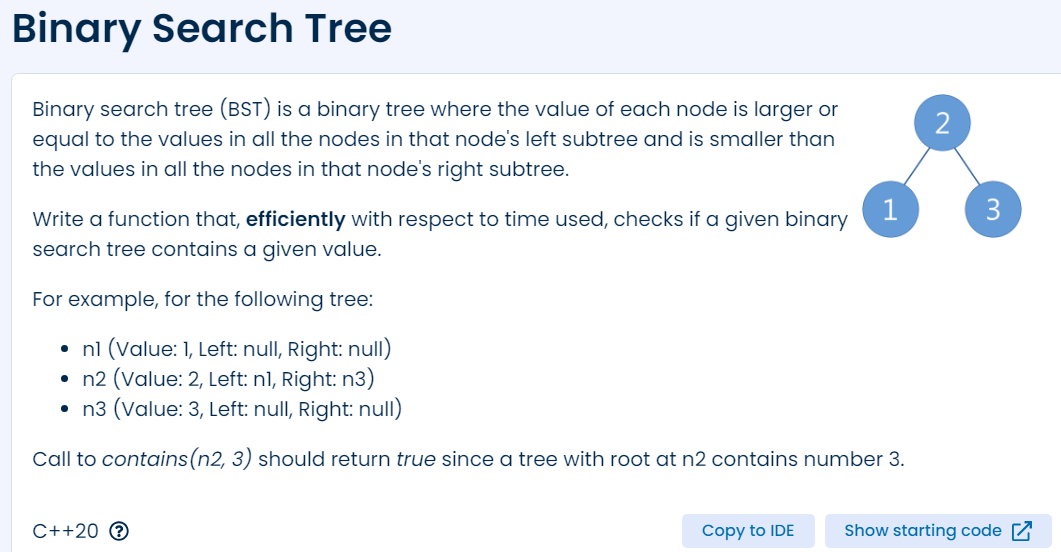 Binary Search Tree
Binary search tree (BST) is a binary tree where the value of each node is larger or
equal to the values in all the nodes in that node's left subtree and is smaller than
the values in all the nodes in that node's right subtree.
2
1
3
Write a function that, efficiently with respect to time used, checks if a given binary
search tree contains a given value.
For example, for the following tree:
• n1 (Value: 1, Left: null, Right: null)
• n2 (Value: 2, Left: n1, Right: n3)
• n3 (Value: 3, Left: null, Right: null)
Call to contains(n2, 3) should return true since a tree with root at n2 contains number 3.
C++20 ?
Copy to IDE
Show starting code